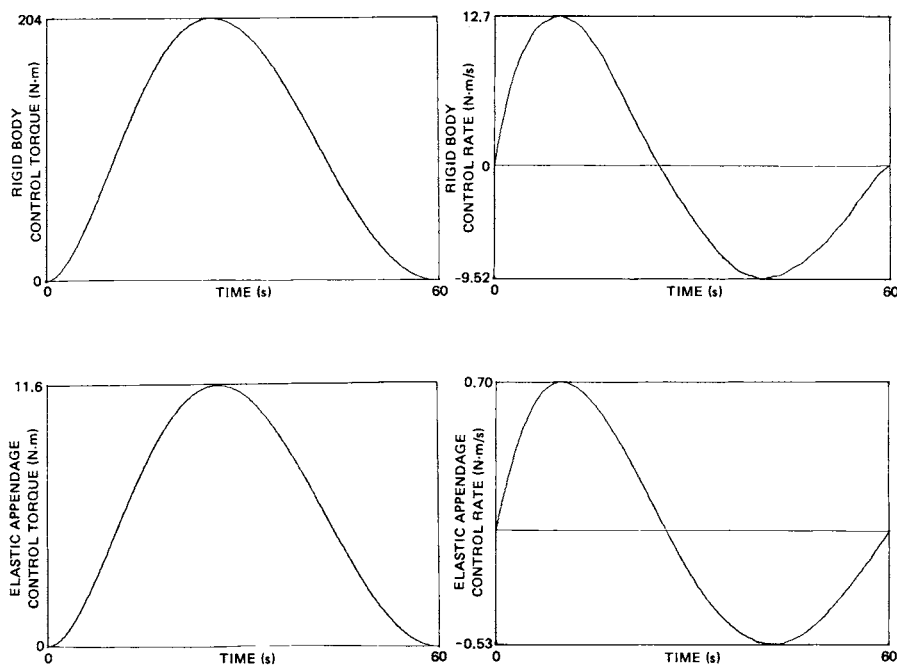 204
RIGID BODY
CONTROL TORQUE (N·m)
0
0
TIME (s)
60
12.7
RIGID BODY
CONTROL RATE (N·m/s)
0
-9.52
0
TIME (s)
60
11.6
ELASTIC APPENDAGE
CONTROL TORQUE (N·m)
0
0
TIME (s)
60
0.70
ELASTIC APPENDAGE
CONTROL RATE (N·m/s)
-0.53
0
TIME (s)
60